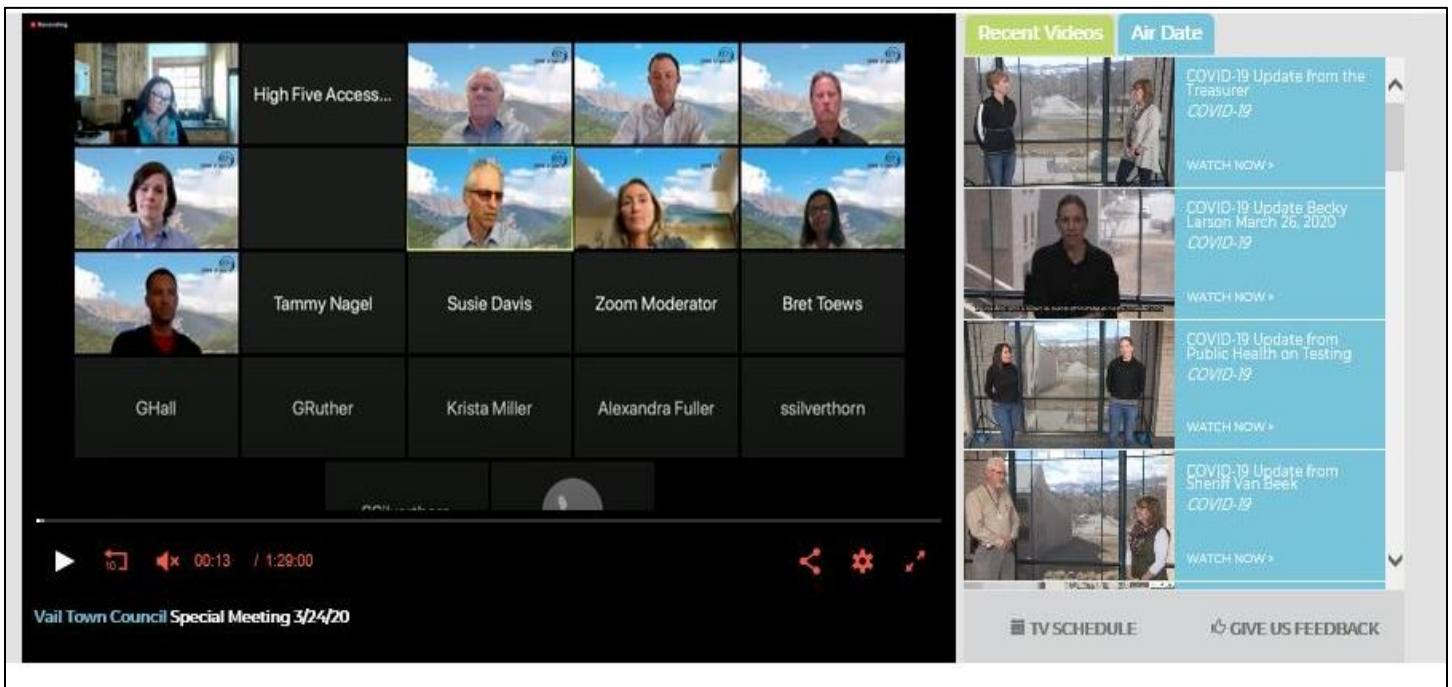 Recording
High Five Access...
Tammy Nagel
Susie Davis
Zoom Moderator
Bret Toews
GHall
GRuther
Krista Miller
Alexandra Fuller
ssilverthorn
10
00:13 / 1:29:00
Vail Town Council Special Meeting 3/24/20
Recent Videos
Air Date
COVID-19 Update from the
Treasurer
COVID-19
WATCH NOW >
COVID-19 Update Becky
Larson March 26, 2020
COVID-19
WATCH NOW >
COVID-19 Update from
Public Health on Testing
COVID-19
WATCH NOW >
COVID-19 Update from
Sheriff Van Beek
COVID-19
WATCH NOW >
TV SCHEDULE
GIVE US FEEDBACK